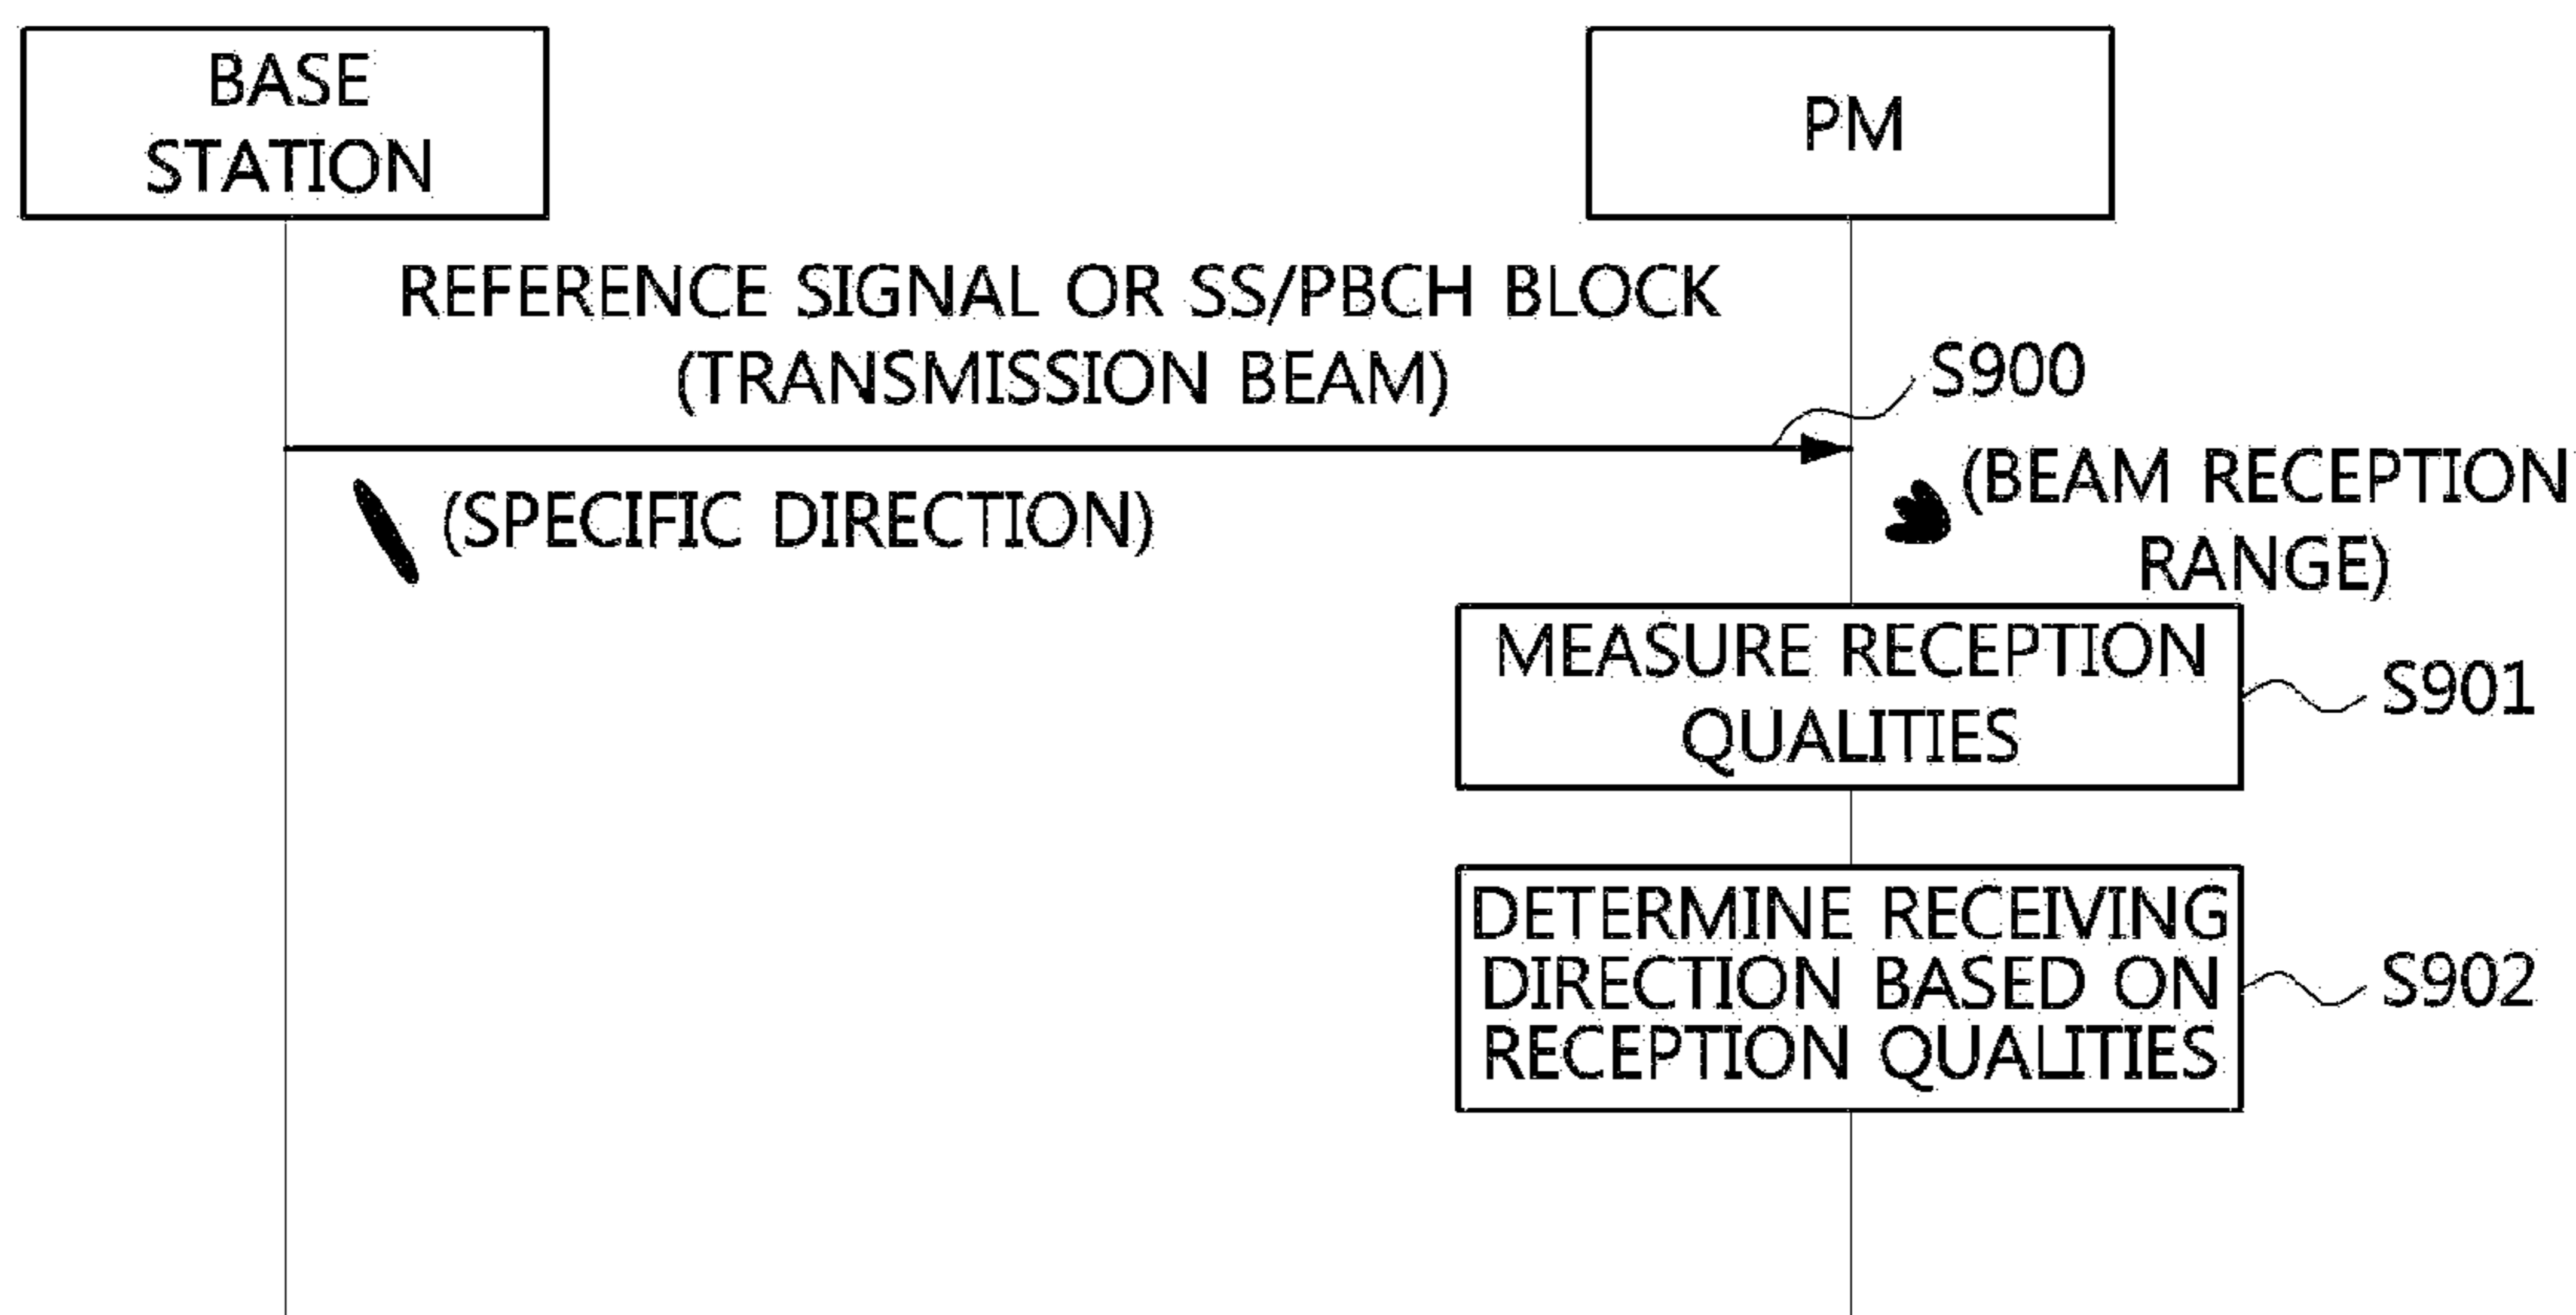 BASE
STATION
PM
REFERENCE SIGNAL OR SS/PBCH BLOCK
(TRANSMISSION BEAM)
S900
(SPECIFIC DIRECTION)
(BEAM RECEPTION
RANGE)
MEASURE RECEPTION
QUALITIES
S901
DETERMINE RECEIVING
DIRECTION BASED ON
RECEPTION QUALITIES
S902